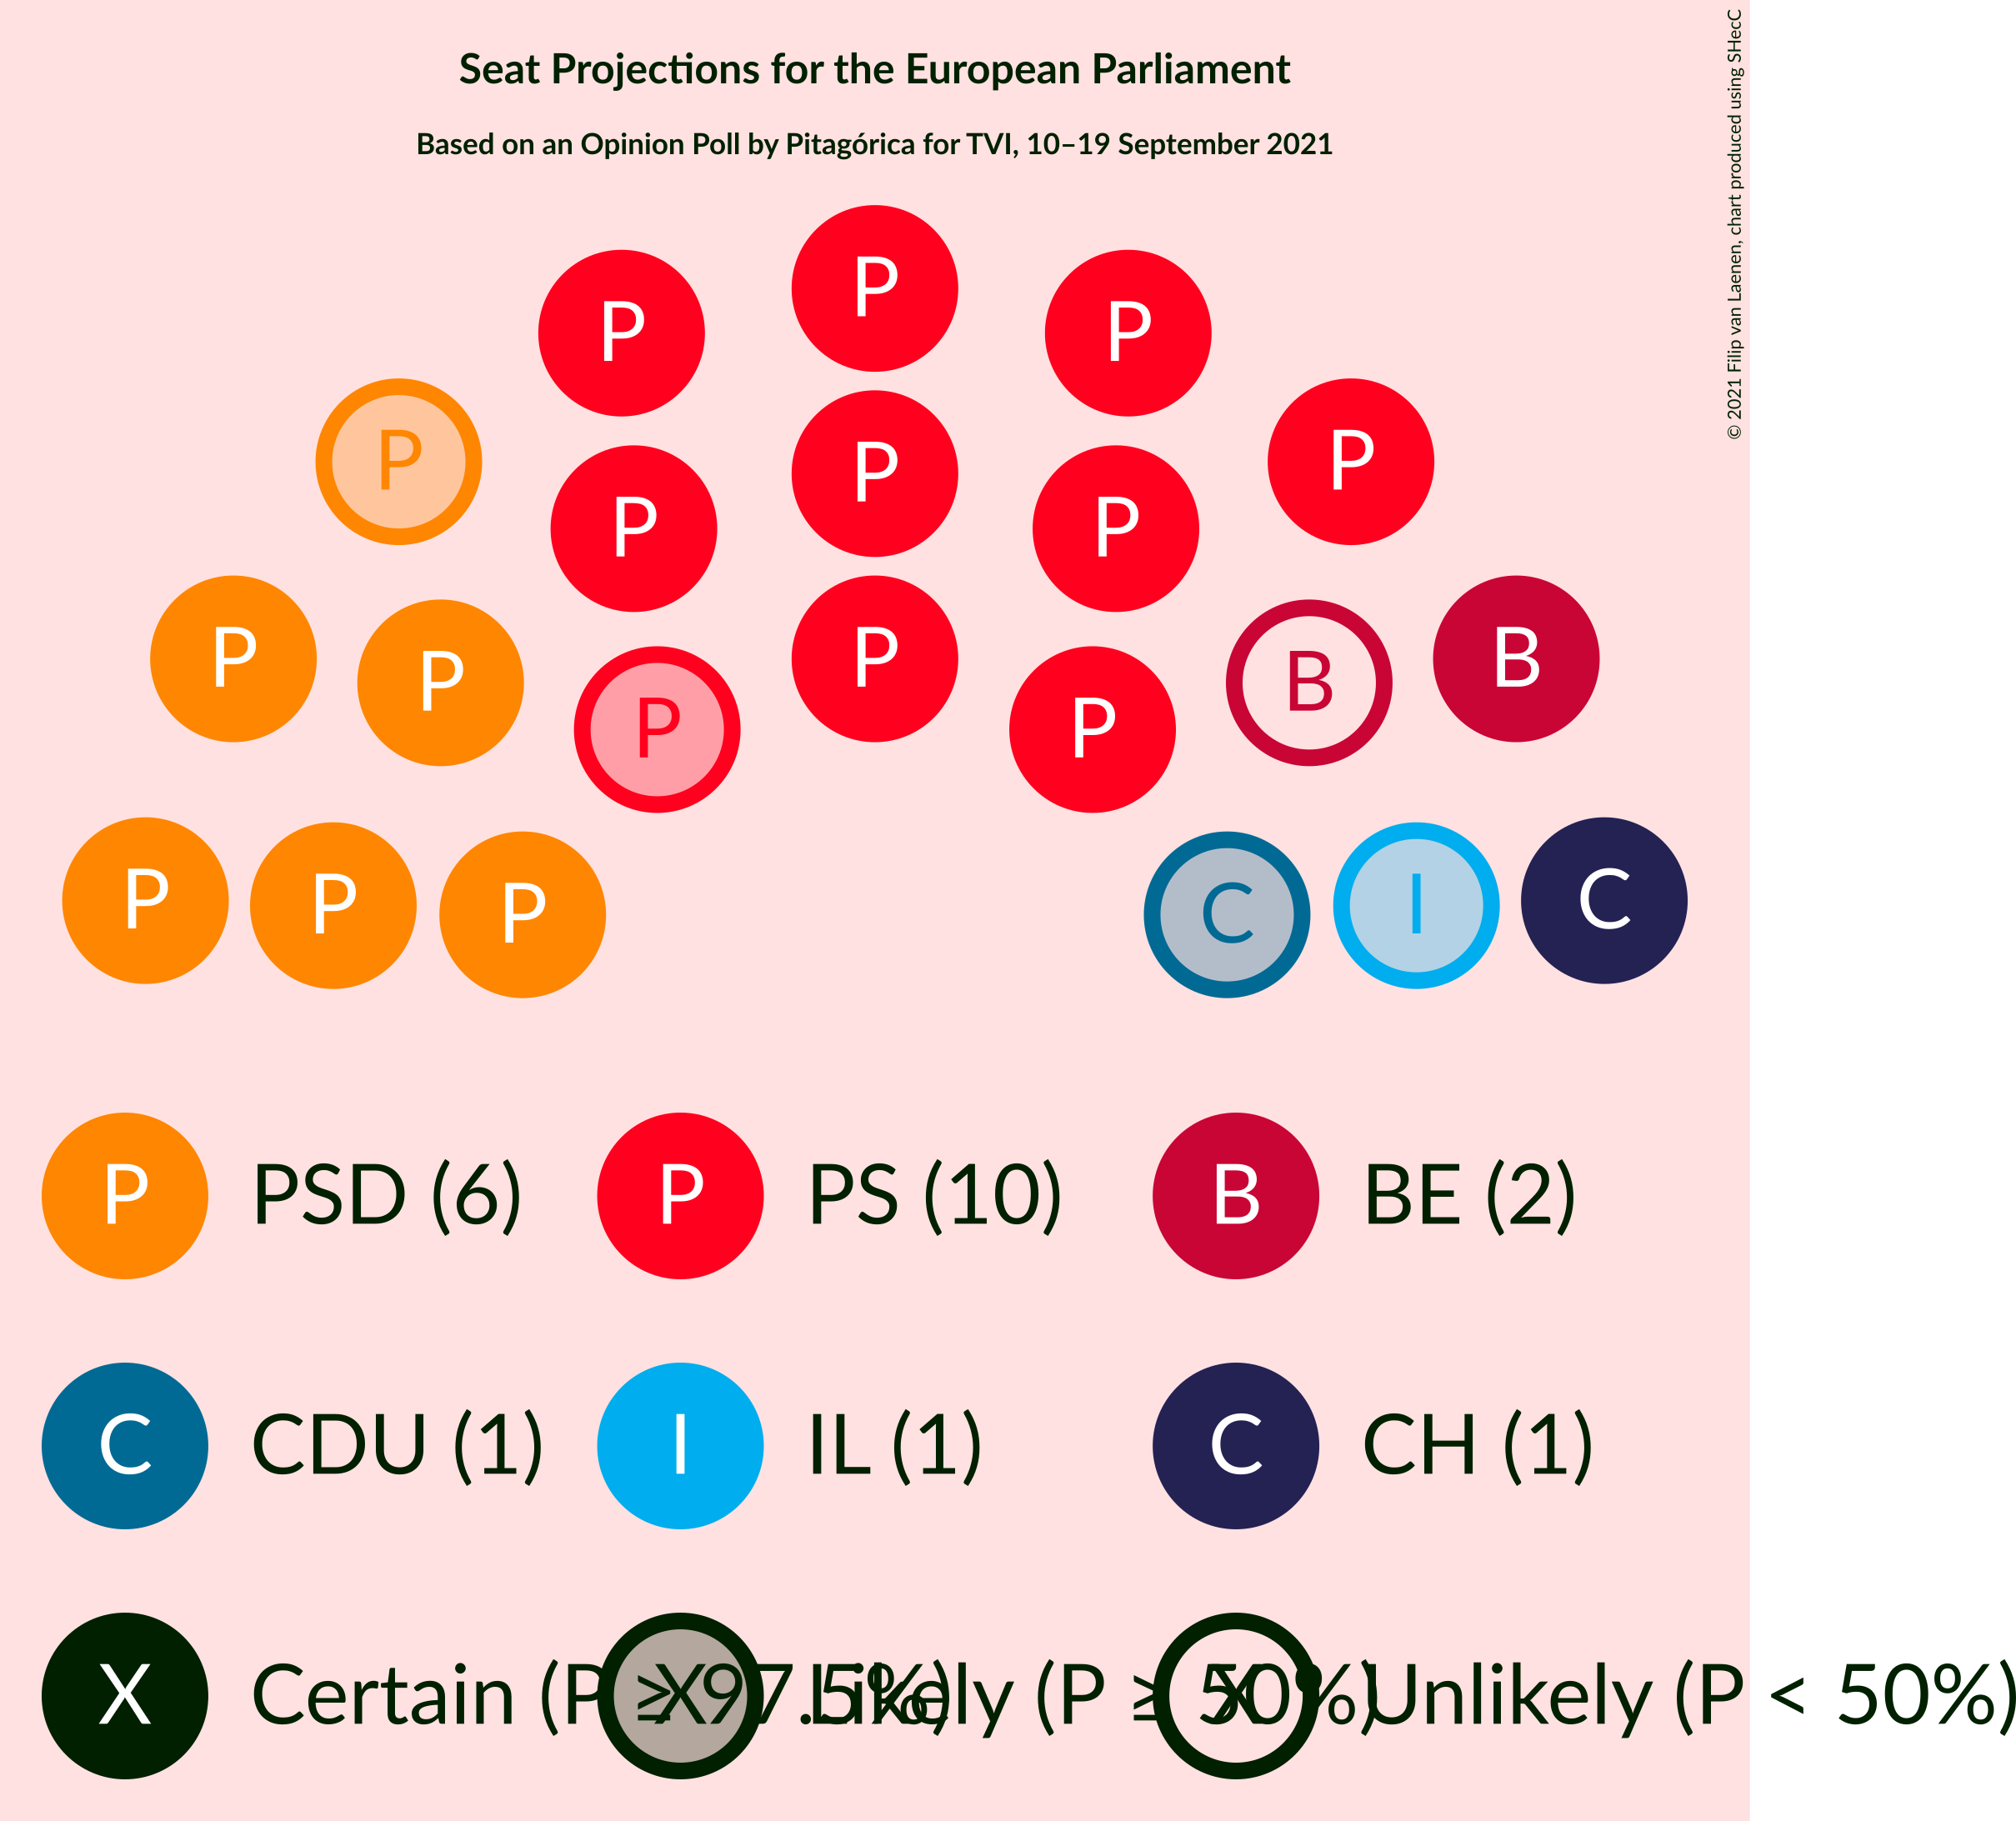 Seat Projections for the European Parliament
Based on an Opinion Poll by Pitagórica for TVI, 10–19 September 2021
© 2021 Filip van Laenen, chart produced using SHecC
P
P P
P P
P
P P
P P
P P B B
P P
P P P C I C
P PSD (6) P PS (10) B BE (2)
C CDU (1) I IL (1) C CH (1)
X Certain (P ≥ 97.5%) X Likely (P ≥ 50%) X Unlikely (P < 50%)